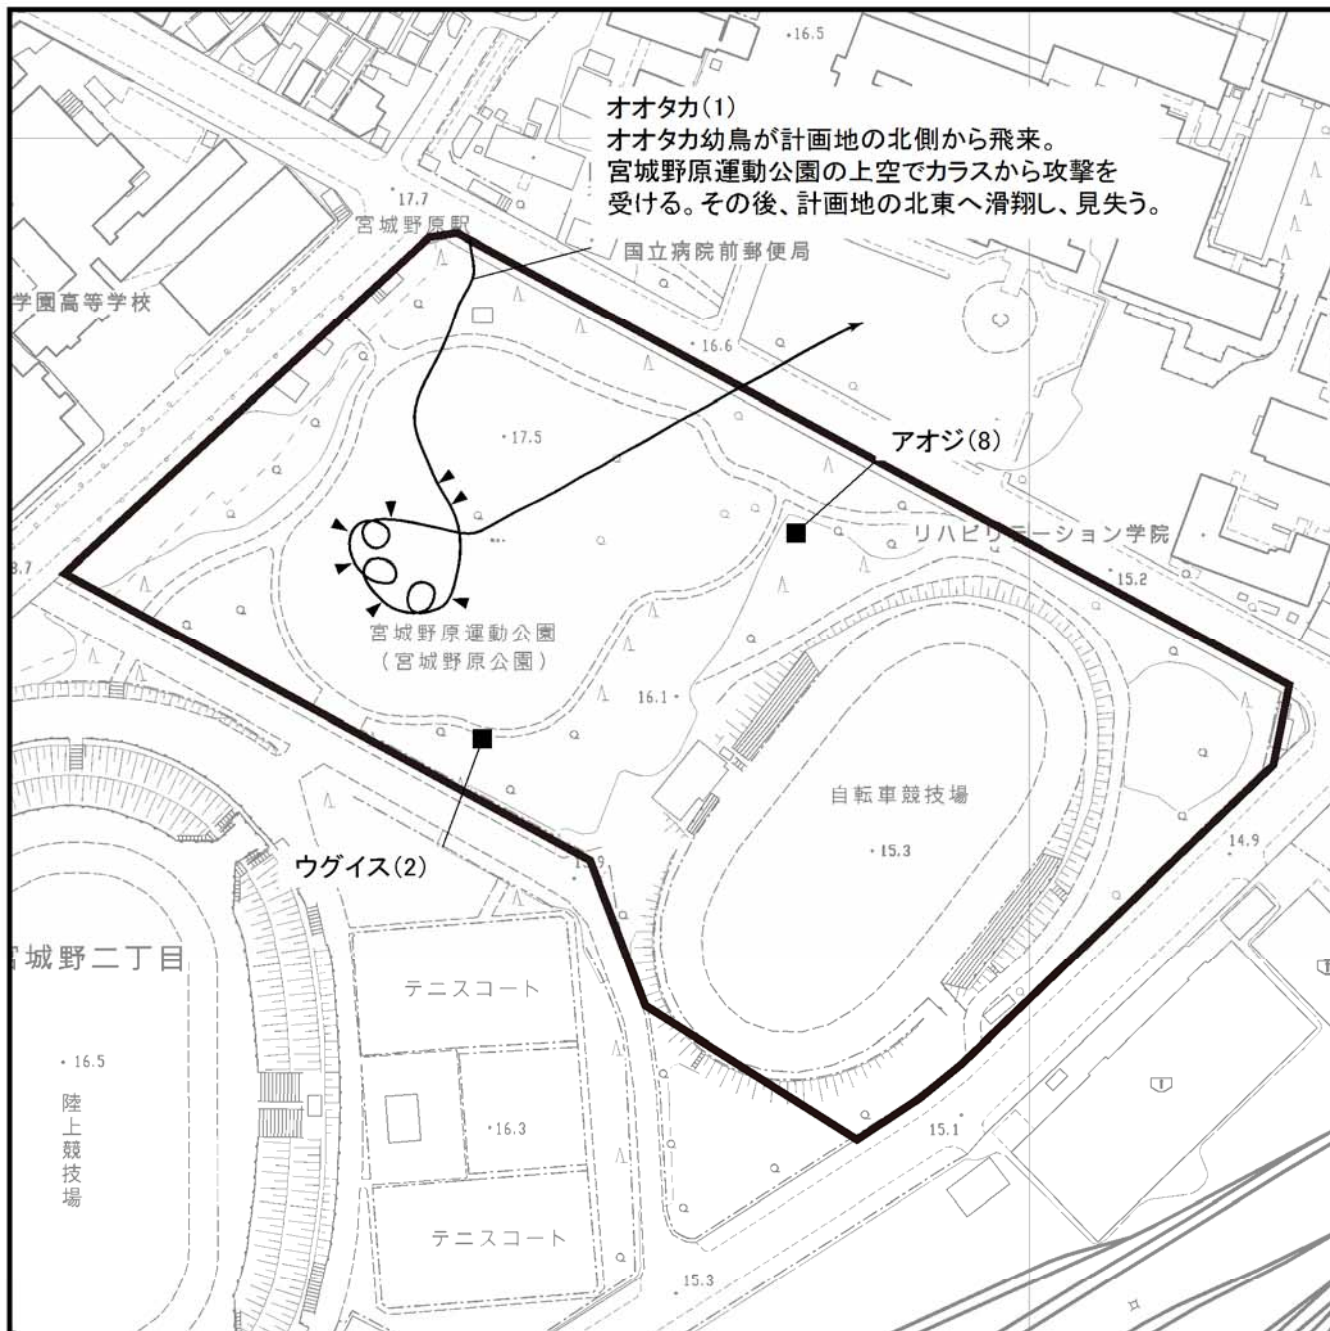 ・16.5
オオタカ(1)
オオタカ幼鳥が計画地の北側から飛来。
宮城野原運動公園の上空でカラスから攻撃を
受ける。その後、計画地の北東へ滑翔し、見失う。
・17.7
宮城野原駅
国立病院前郵便局
学園高等学校
・16.6
・17.5
アオジ(8)
リハビリテーション学院
8.7
15.2
宮城野原運動公園
(宮城野原公園)
16.1・
自転車競技場
・15.3
14.9
ウグイス(2)
宮城野二丁目
テニスコート
・16.5
陸上競技場
・16.3
15.1
テニスコート
15.3